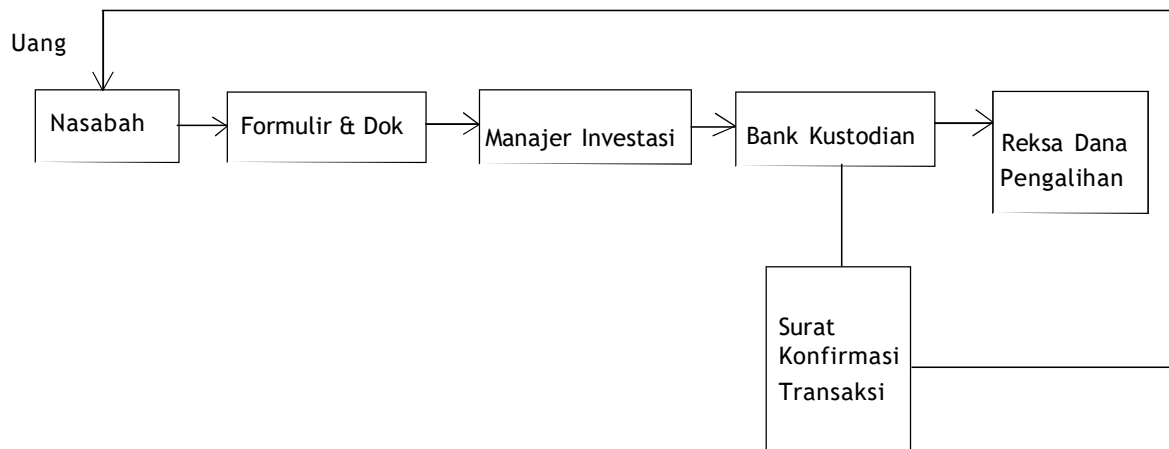 Uang
Nasabah
Formulir & Dok
Manajer Investasi
Bank Kustodian
Reksa Dana
Pengalihan
Surat
Konfirmasi
Transaksi